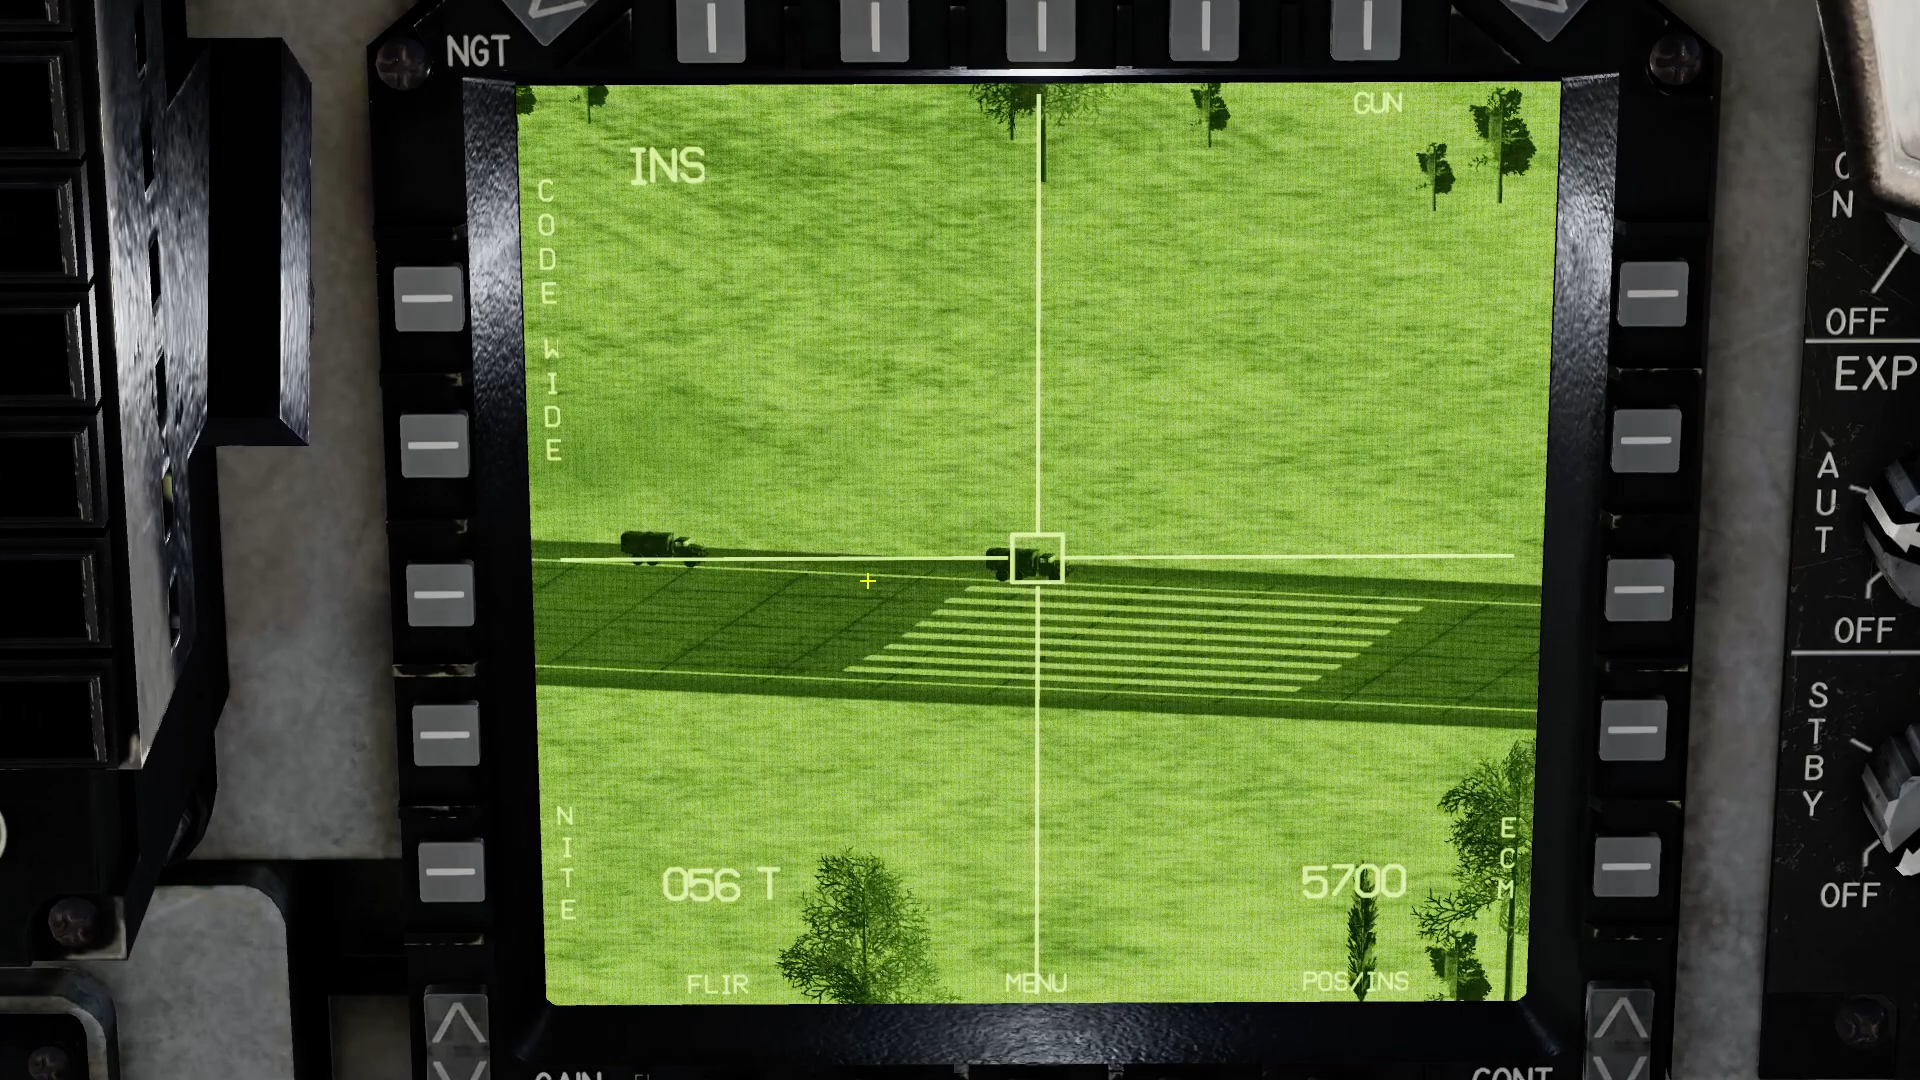 NGT
GUN
INS
CODE
WIDE
NITE
056 T
5700
ECM
FLIR
MENU
POS/INS
OFF
EXP
AUT
OFF
STBY
OFF
CONT